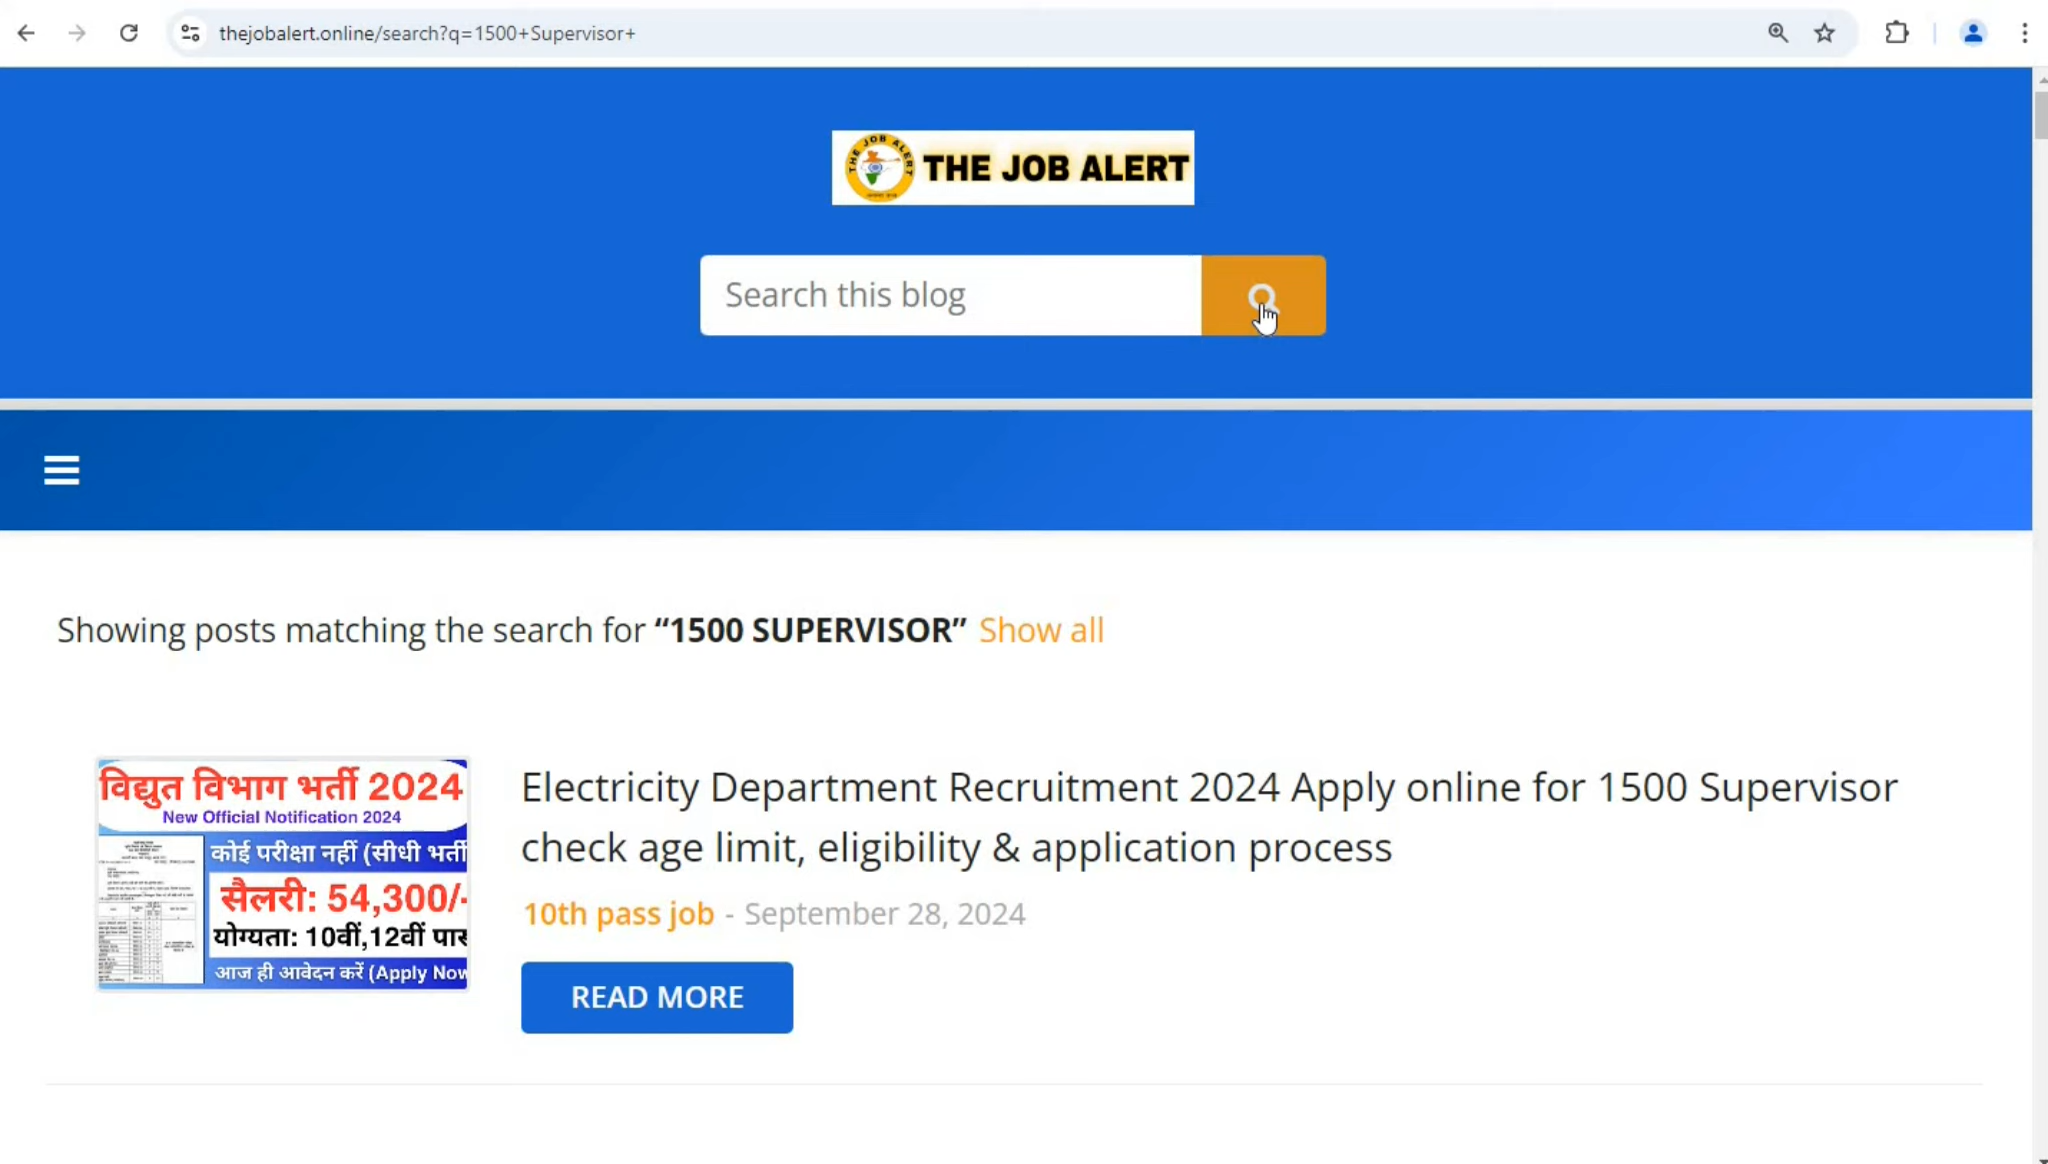 thejobalert.online/search?q=1500+Supervisor+
THE JOB ALERT
THE JOB ALERT
Search this blog
Showing posts matching the search for “1500 SUPERVISOR” Show all
विद्युत विभाग भर्ती 2024
New Official Notification 2024
कोई परीक्षा नहीं (सीधी भर्ती
सैलरी: 54,300/-
योग्यता: 10वीं,12वीं
आज ही आवेदन करें (Apply Now
Electricity Department Recruitment 2024 Apply online for 1500 Supervisor
check age limit, eligibility & application process
10th pass job - September 28, 2024
READ MORE